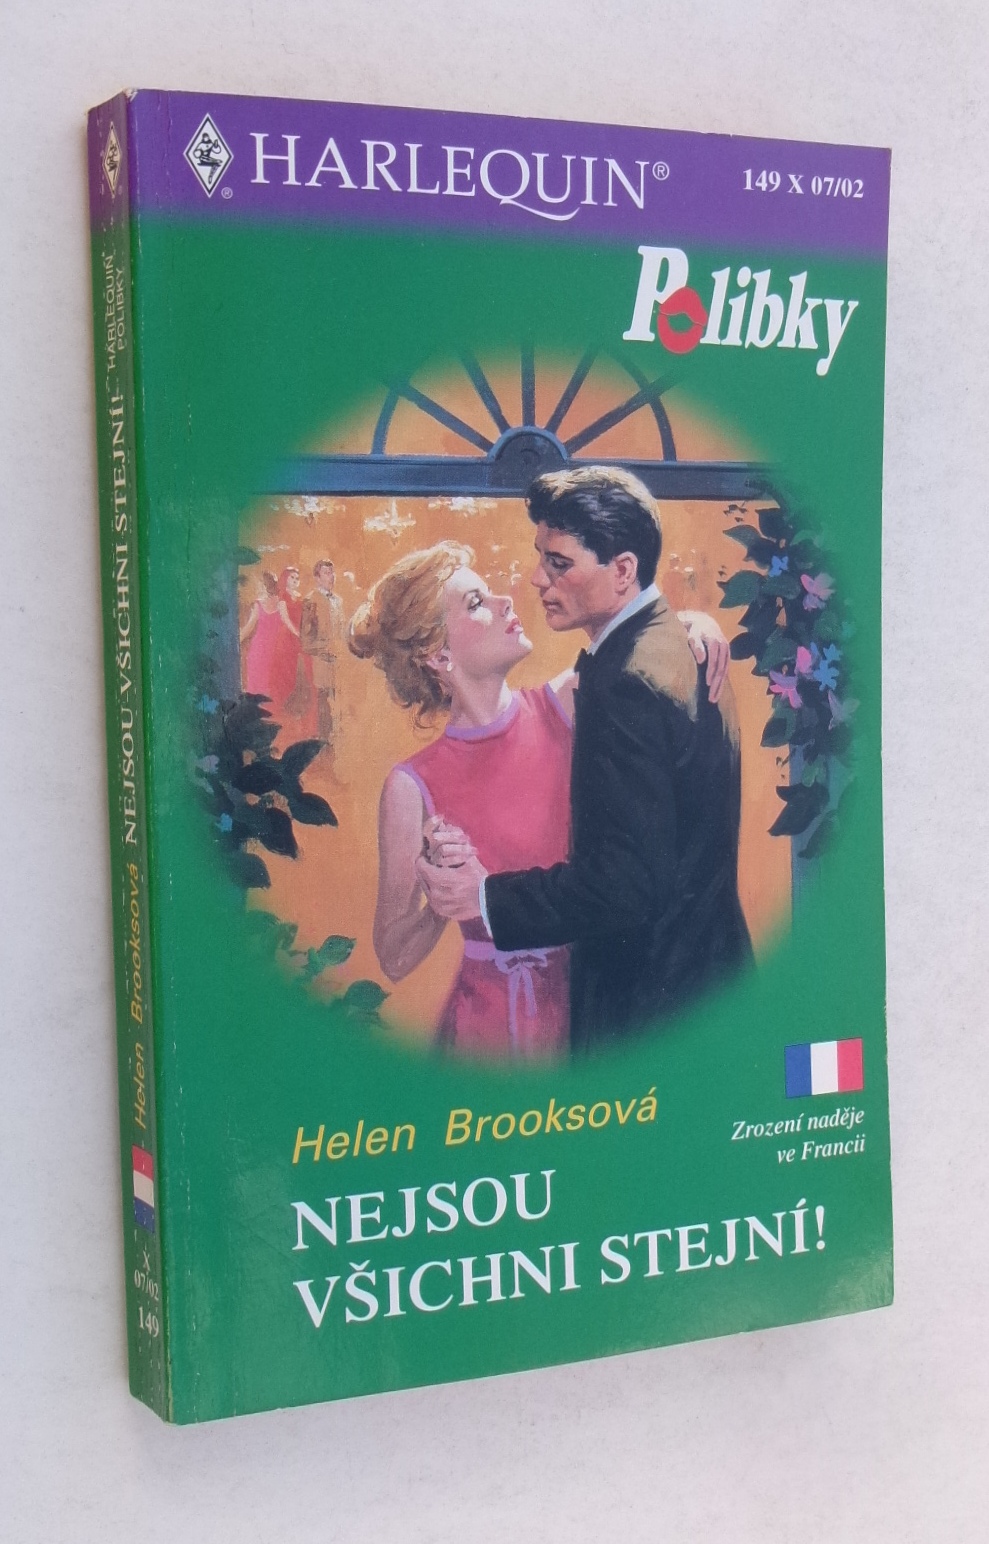 HARLEQUIN®
149 X 07/02
Polibky
Helen Brooksová
Zrození naděje
ve Francii
NEJSOU
VŠICHNI STEJNÍ!
HARLEQUIN
POLIBKY
NEJSOU VŠICHNI STEJNÍ!
Helen Brooksová
X
07/02
149